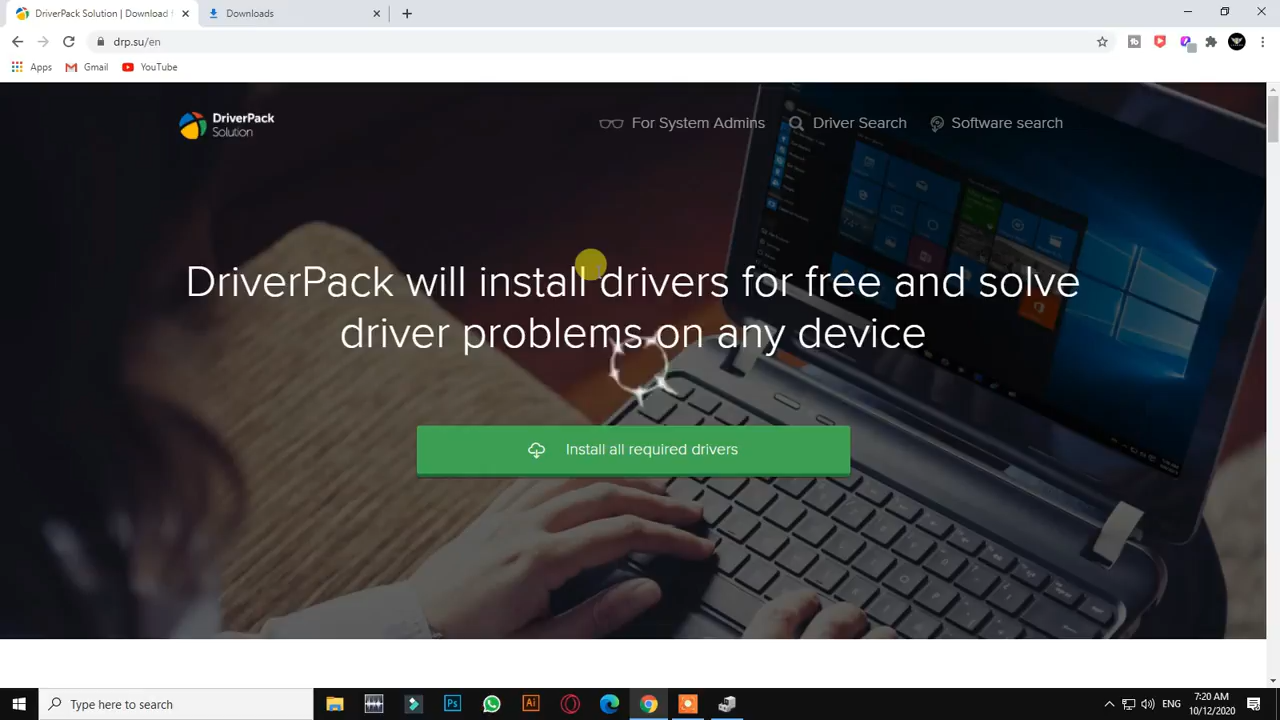 DriverPack Solution | Download
Downloads
drp.su/en
Apps
Gmail
YouTube
DriverPack
Solution
For System Admins
Driver Search
Software search
DriverPack will install drivers for free and solve
driver problems on any device
Install all required drivers
Type here to search
Ps
Ai
ENG
7:20 AM
10/12/2020